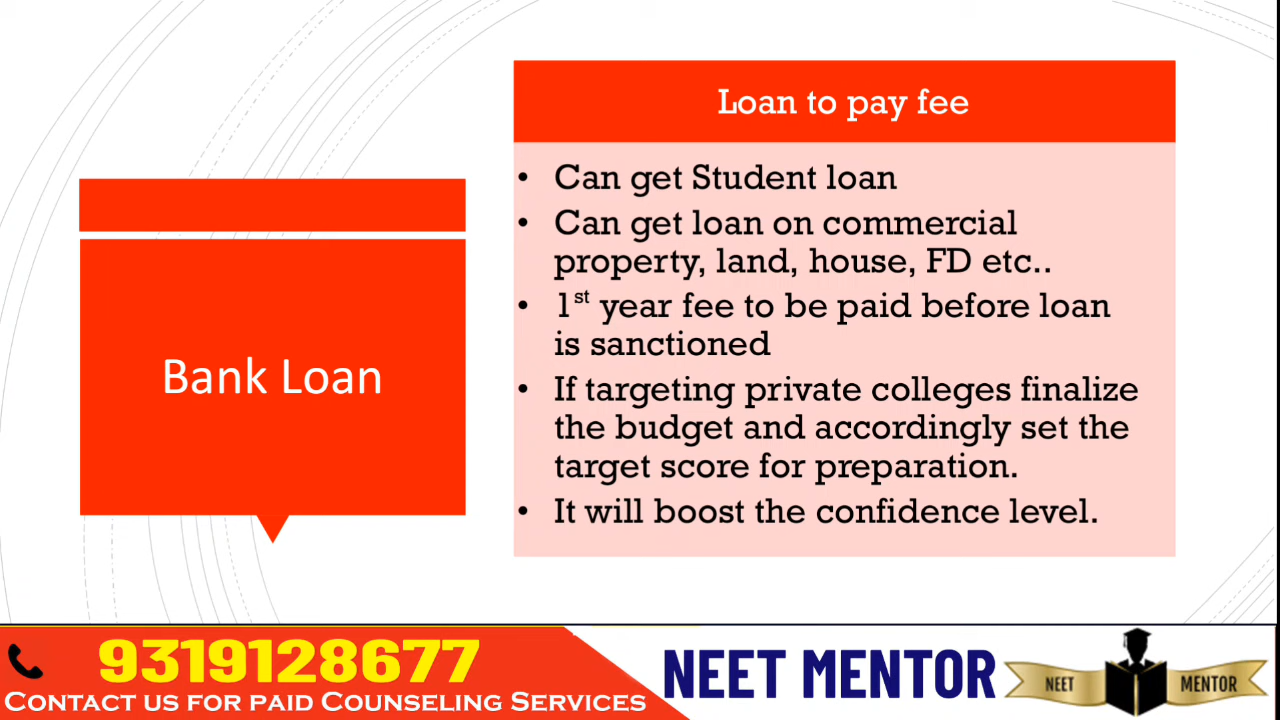 Loan to pay fee
Bank Loan
• Can get Student loan
• Can get loan on commercial
property, land, house, FD etc..
• 1st year fee to be paid before loan
is sanctioned
• If targeting private colleges finalize
the budget and accordingly set the
target score for preparation.
• It will boost the confidence level.
9319128677
CONTACT US FOR PAID COUNSELING SERVICES
NEET MENTOR
NEET MENTOR